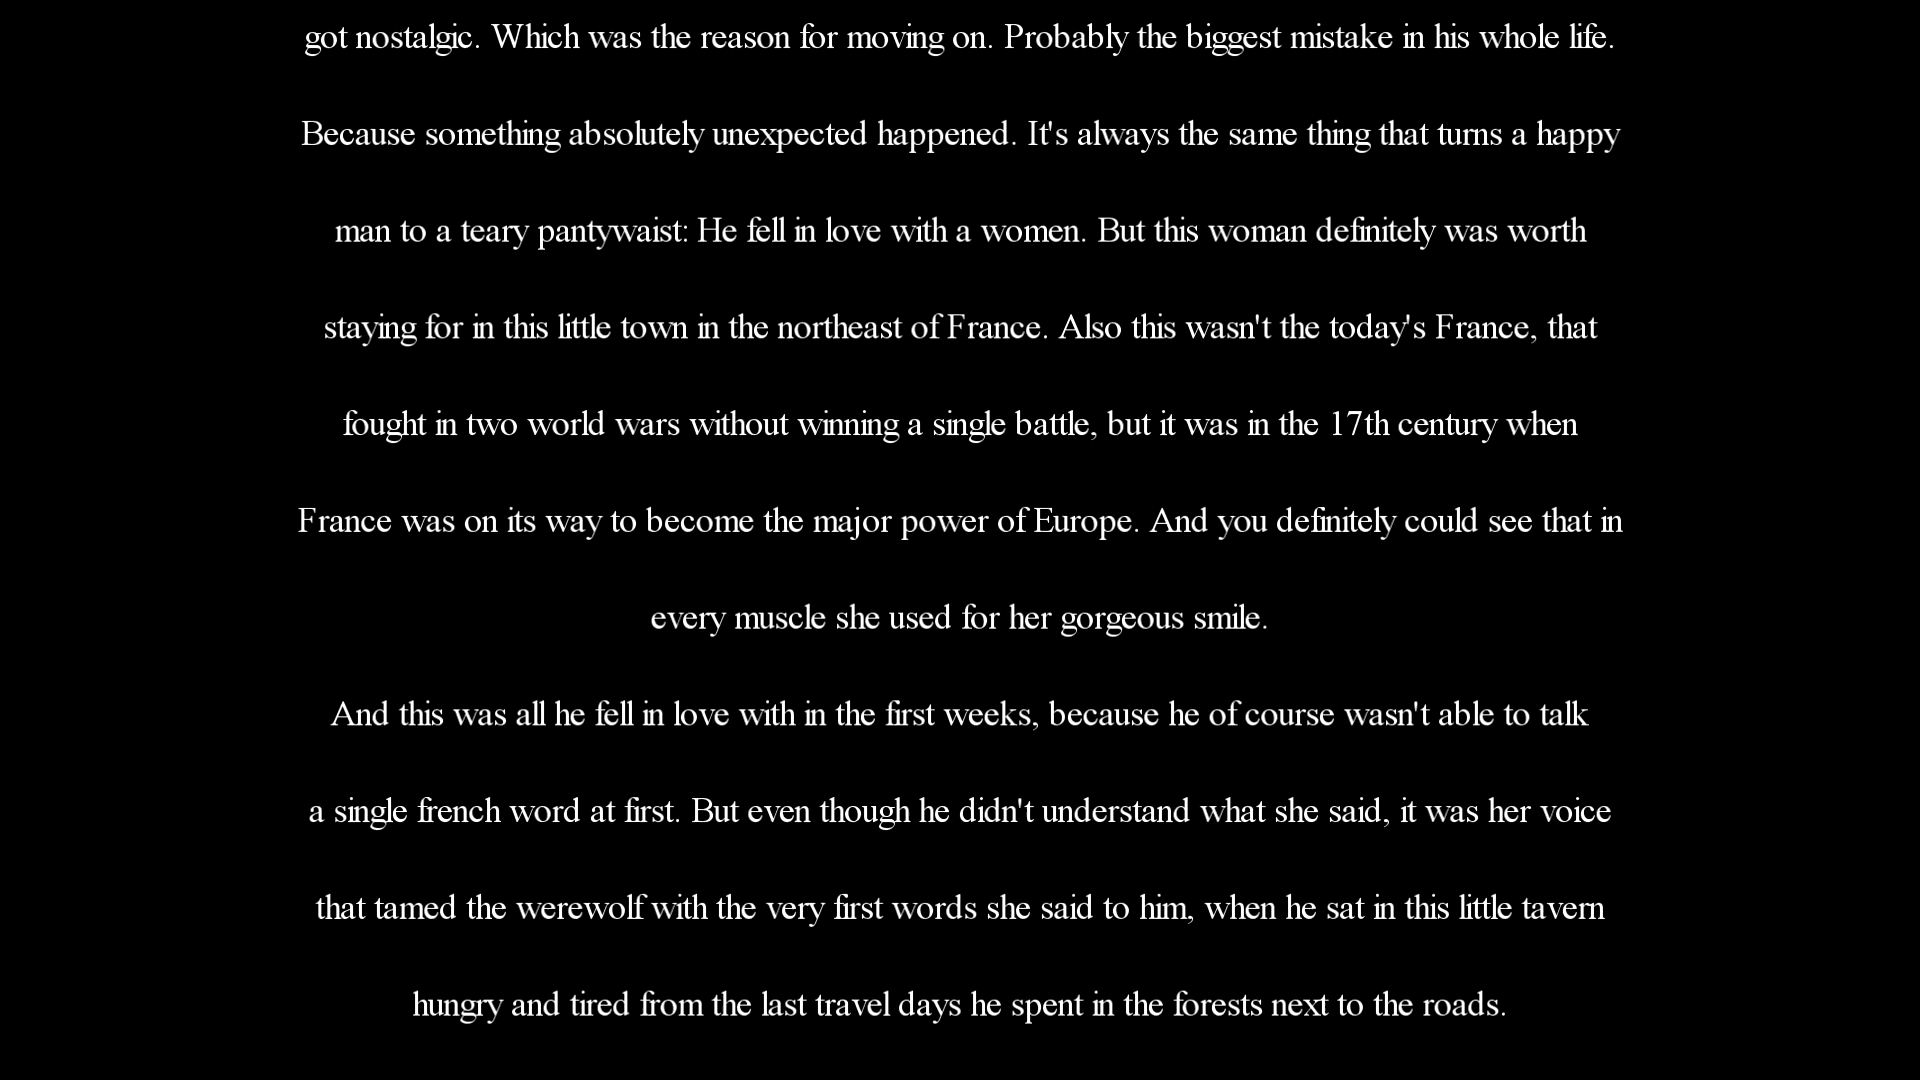 got nostalgic. Which was the reason for moving on. Probably the biggest mistake in his whole life.
Because something absolutely unexpected happened. It's always the same thing that turns a happy
man to a teary pantywaist: He fell in love with a women. But this woman definitely was worth
staying for in this little town in the northeast of France. Also this wasn't the today's France, that
fought in two world wars without winning a single battle, but it was in the 17th century when
France was on its way to become the major power of Europe. And you definitely could see that in
every muscle she used for her gorgeous smile.
And this was all he fell in love with in the first weeks, because he of course wasn't able to talk
a single french word at first. But even though he didn't understand what she said, it was her voice
that tamed the werewolf with the very first words she said to him, when he sat in this little tavern
hungry and tired from the last travel days he spent in the forests next to the roads.